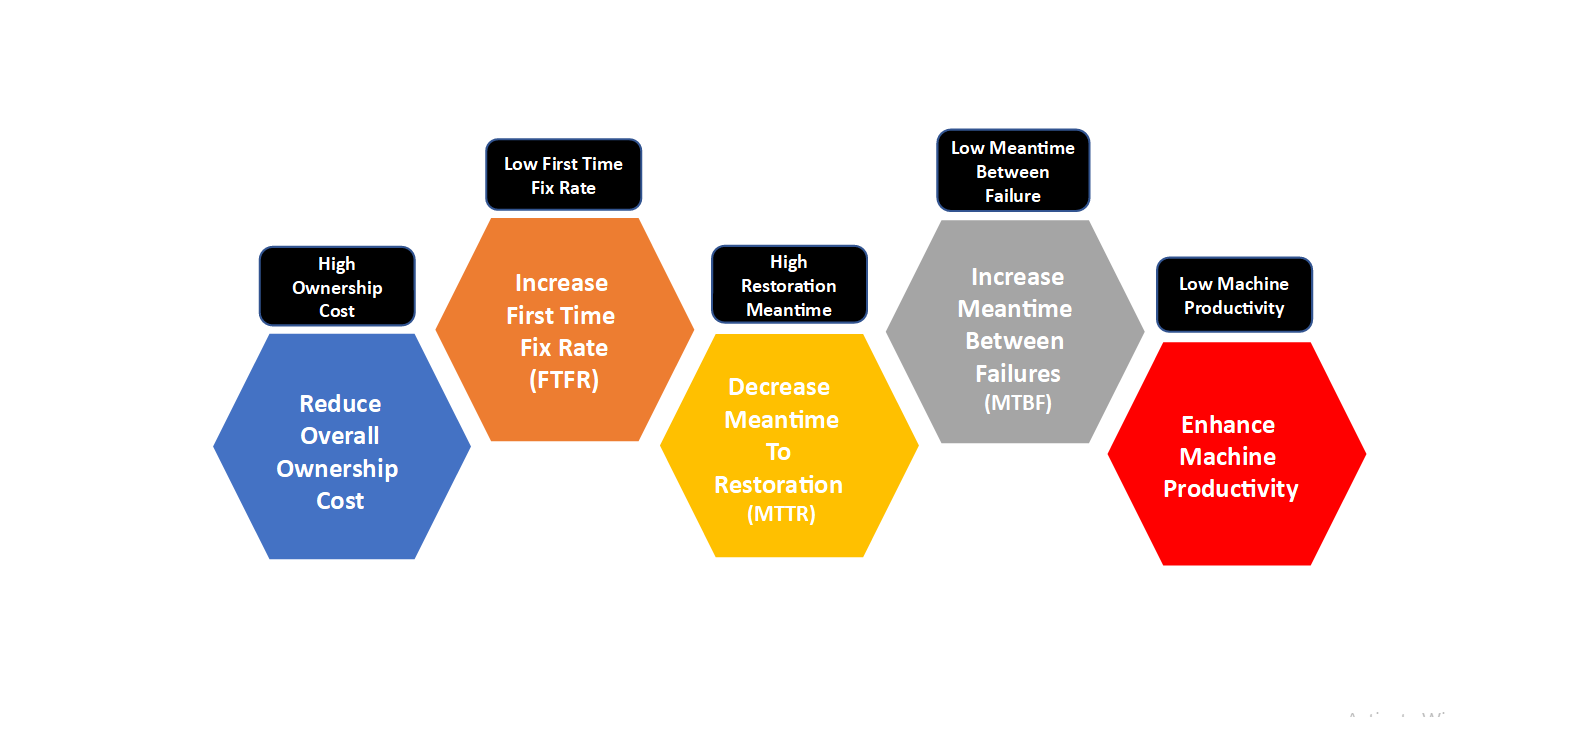 High
Ownership
Cost
Reduce
Overall
Ownership
Cost
Low First Time
Fix Rate
Increase
First Time
Fix Rate
(FTFR)
High
Restoration
Meantime
Decrease
Meantime
To
Restoration
(MTTR)
Low Meantime
Between
Failure
Increase
Meantime
Between
Failures
(MTBF)
Low Machine
Productivity
Enhance
Machine
Productivity